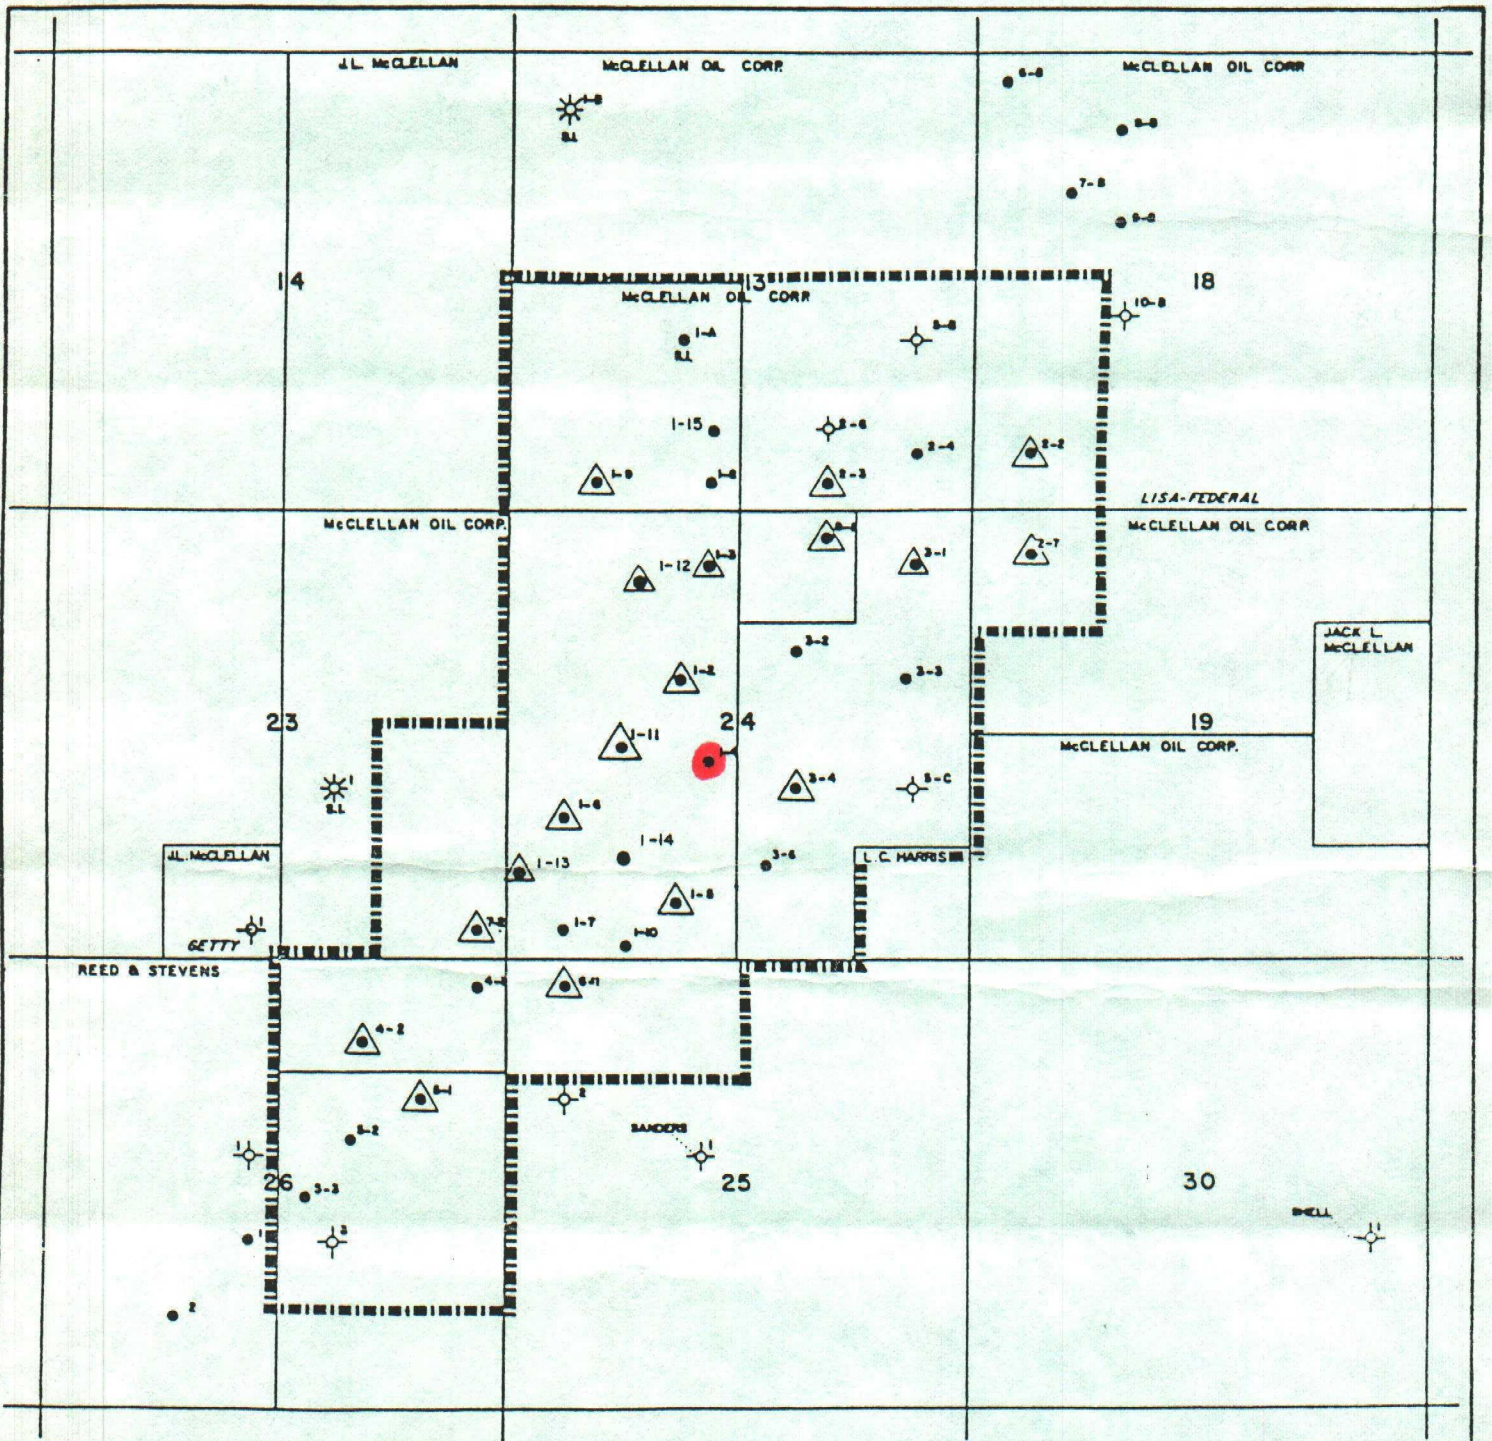 J.L. McCLELLAN
McCLELLAN OIL CORP.
McCLELLAN OIL CORP.
6-B
1-B
S.I.
7-B
14
13
18
McCLELLAN OIL CORP.
10-B
1-A
S.I.
1-15
2-6
2-4
2-2
1-9
2-3
LISA-FEDERAL
McCLELLAN OIL CORP.
McCLELLAN OIL CORP.
1-12
1-3
3-1
2-7
3-2
JACK L.
McCLELLAN
1-2
3-3
23
24
19
1-11
McCLELLAN OIL CORP.
1
S.I.
3-4
5-C
1-6
1-14
J.L. McCLELLAN
1-13
L.C. HARRIS
1
1-7
1-10
GETTY
REED & STEVENS
4-2
2
SANDERS
1
26
25
30
1
SHELL
1
2